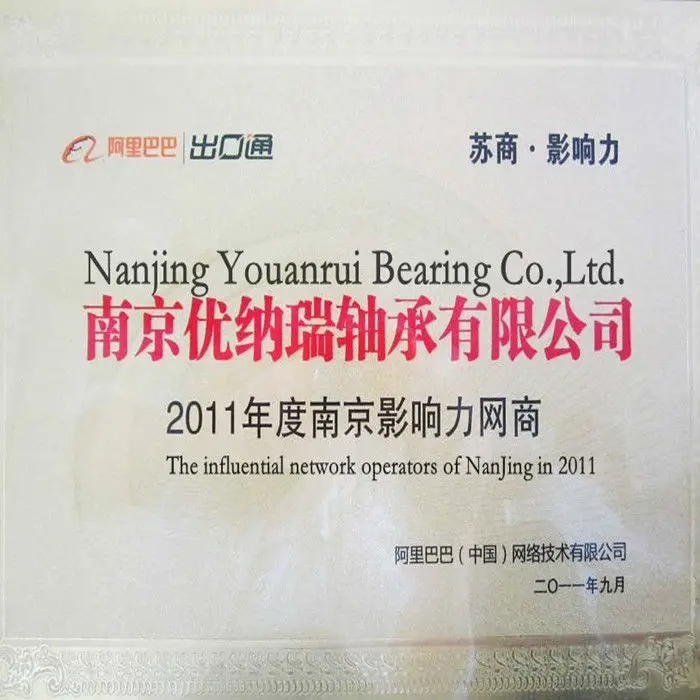 阿里巴巴 | 出口通 苏商·影响力
Nanjing Youanrui Bearing Co.,Ltd.
南京优纳瑞轴承有限公司
2011年度南京影响力网商
The influential network operators of NanJing in 2011
阿里巴巴（中国）网络技术有限公司
二〇一一年九月